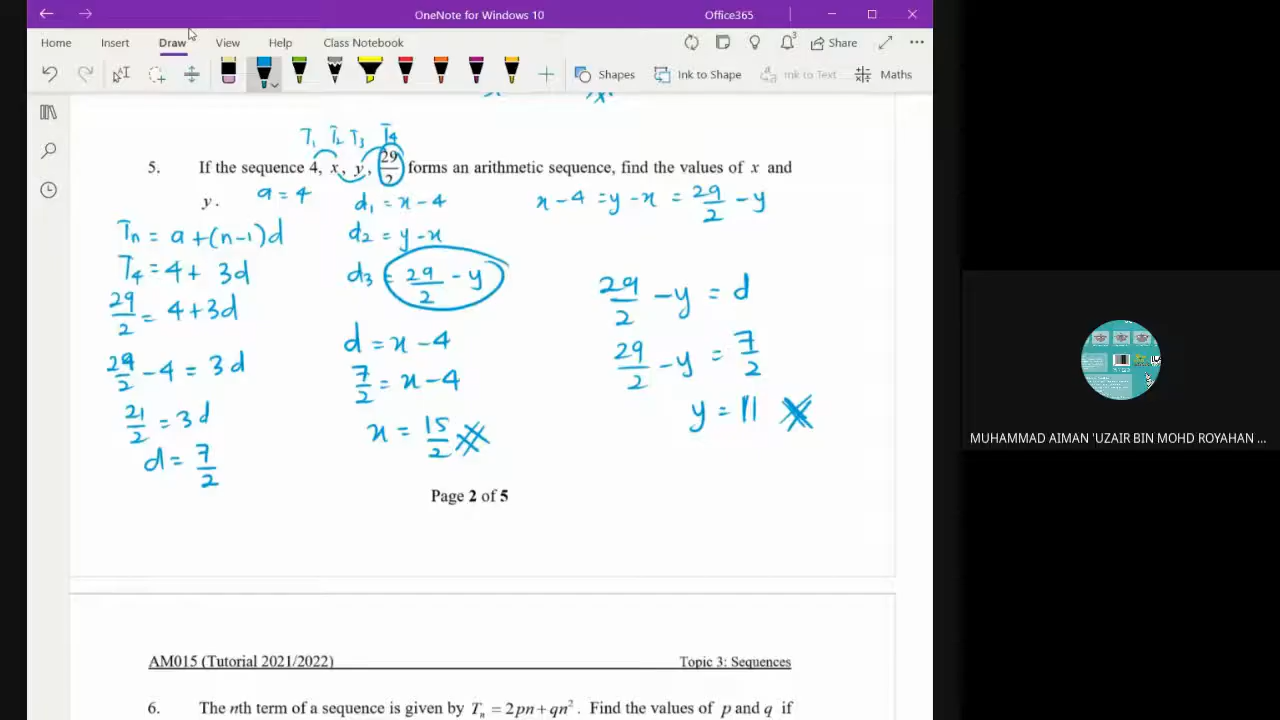 OneNote for Windows 10
Office365
Home
Insert
Draw
View
Help
Class Notebook
3
Share
Shapes
Ink to Shape
Ink to Text
Maths
T₁ T₂ T₃ T₄
5. If the sequence 4, x, y, 29/2 forms an arithmetic sequence, find the values of x and
y.
a = 4
Tn = a + (n-1)d
T₄ = 4 + 3d
29/2 = 4 + 3d
29/2 - 4 = 3d
21/2 = 3d
d = 7/2
d₁ = x - 4
d₂ = y - x
d₃ = 29/2 - y
d = x - 4
7/2 = x - 4
x = 15/2
x - 4 = y - x = 29/2 - y
29/2 - y = d
29/2 - y = 7/2
y = 11
Page 2 of 5
AM015 (Tutorial 2021/2022)
Topic 3: Sequences
6. The nth term of a sequence is given by Tₙ = 2pn + qn². Find the values of p and q if
MUHAMMAD AIMAN 'UZAIR BIN MOHD ROYAHAN ...